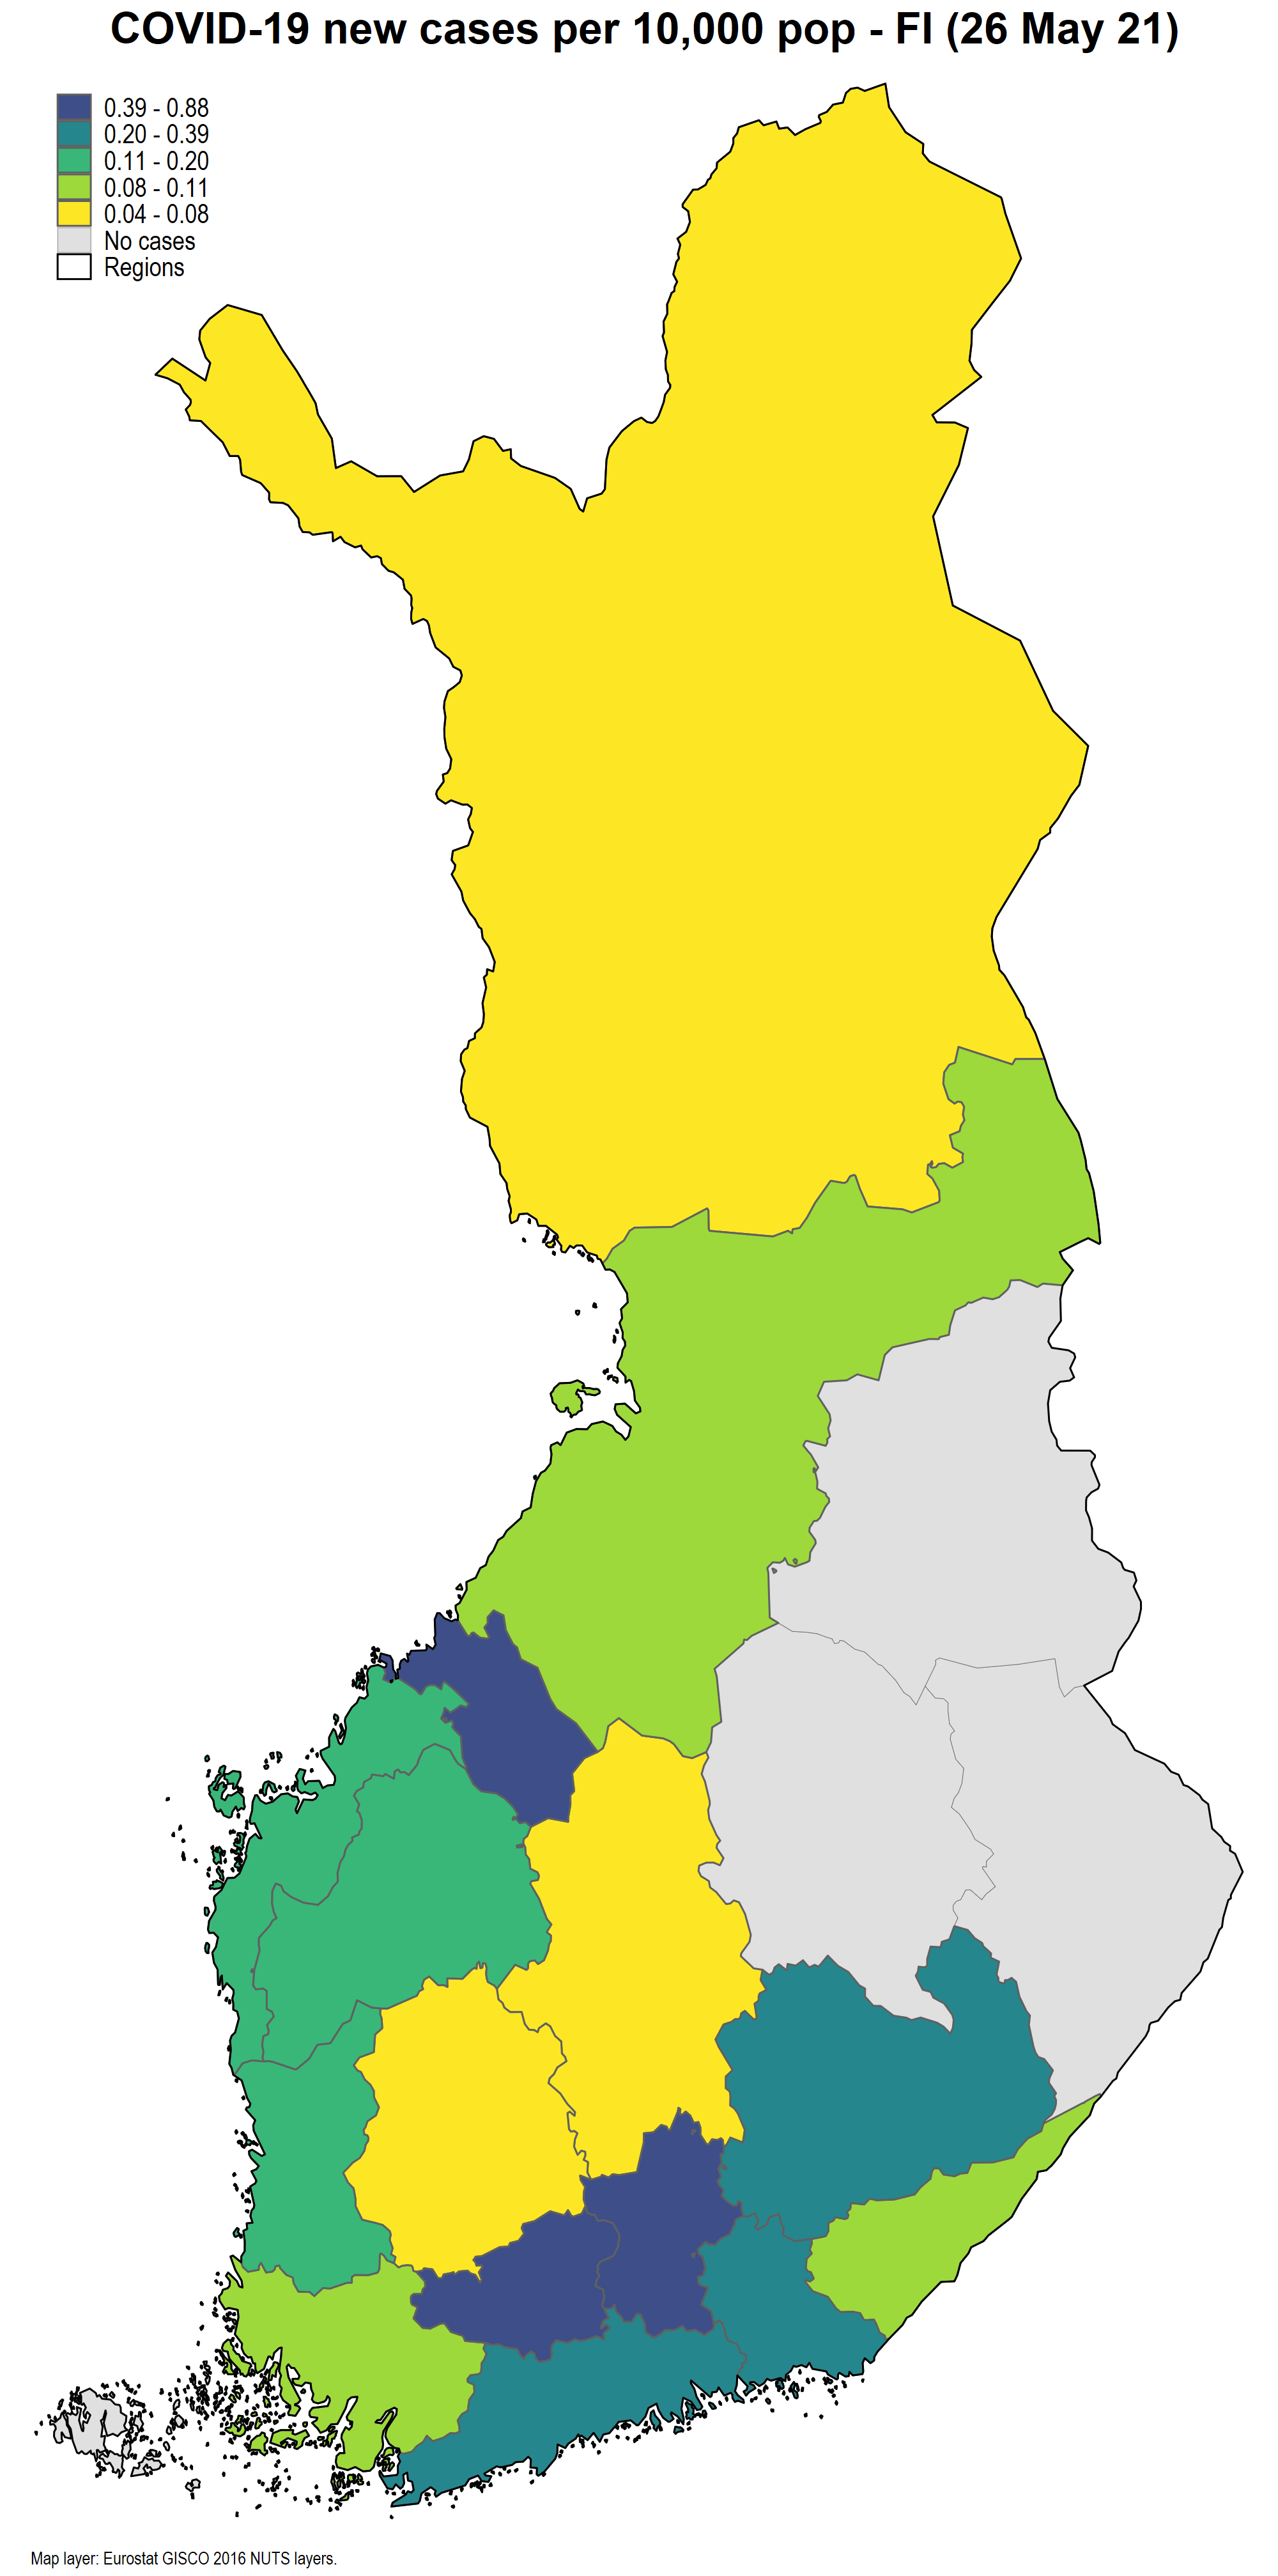 COVID-19 new cases per 10,000 pop - FI (26 May 21)
0.39 - 0.88
0.20 - 0.39
0.11 - 0.20
0.08 - 0.11
0.04 - 0.08
No cases
Regions
Map layer: Eurostat GISCO 2016 NUTS layers.